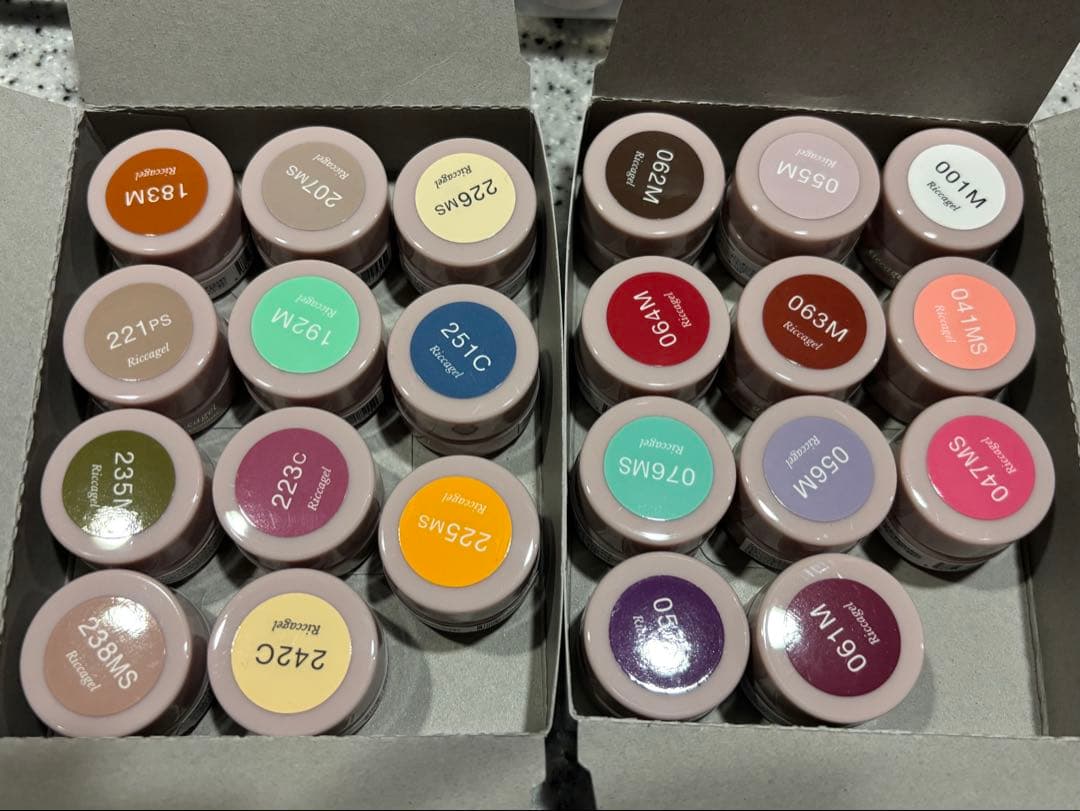 183M
Riccagel
207MS
Riccagel
226MS
Riccagel
221PS
Riccagel
192M
Riccagel
251C
Riccagel
235M
Riccagel
223C
Riccagel
225MS
Riccagel
238MS
Riccagel
242C
Riccagel
062M
Riccagel
055M
Riccagel
001M
Riccagel
064M
Riccagel
063M
Riccagel
041MS
Riccagel
076MS
Riccagel
056M
Riccagel
047MS
Riccagel
061M
Riccagel